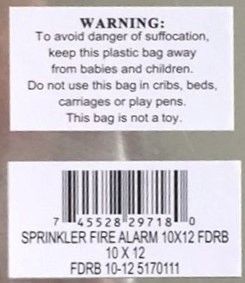 WARNING:
To avoid danger of suffocation,
keep this plastic bag away
from babies and children.
Do not use this bag in cribs, beds,
carriages or play pens.
This bag is not a toy.
7 45528 29718 0
SPRINKLER FIRE ALARM 10X12 FDRB
10 X 12
FDRB 10-12 5170111